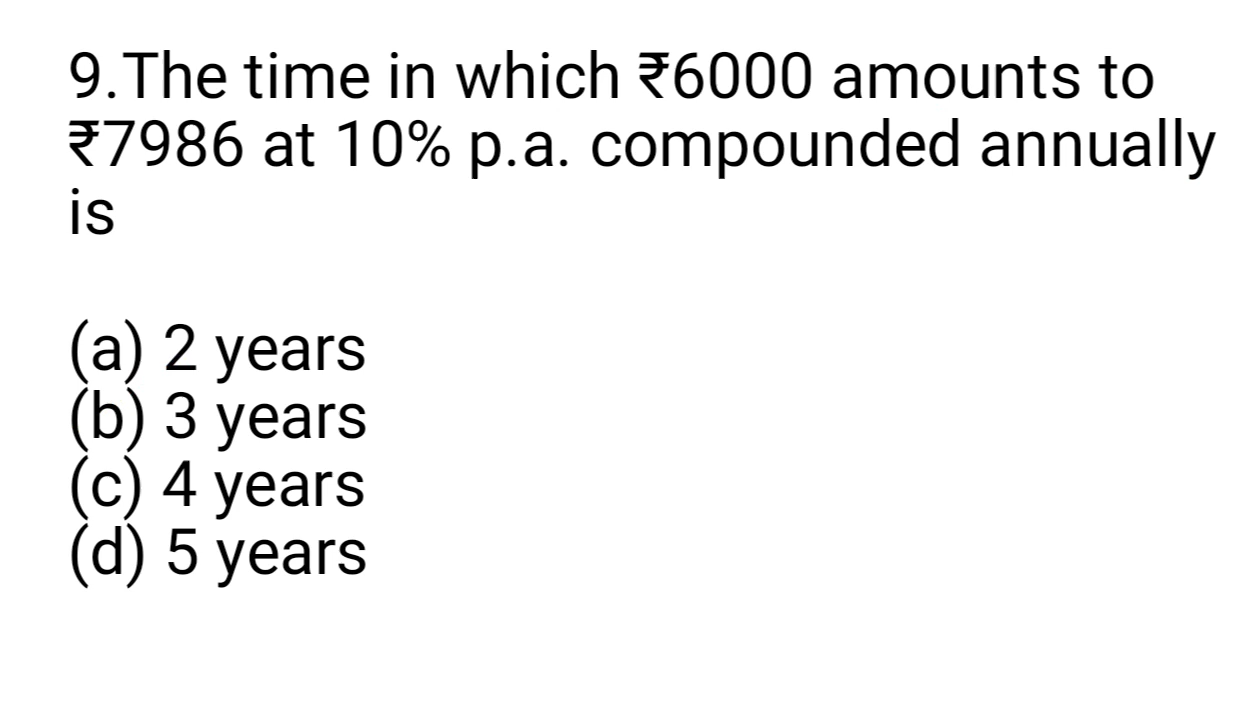 9.The time in which ₹6000 amounts to
₹7986 at 10% p.a. compounded annually
is
(a) 2 years
(b) 3 years
(c) 4 years
(d) 5 years